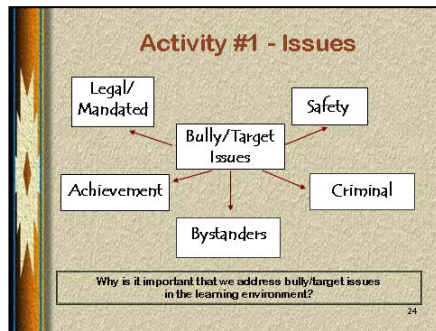 Activity #1 - Issues
Legal/
Mandated
Safety
Bully/Target
Issues
Achievement
Criminal
Bystanders
Why is it important that we address bully/target issues
in the learning environment?
24